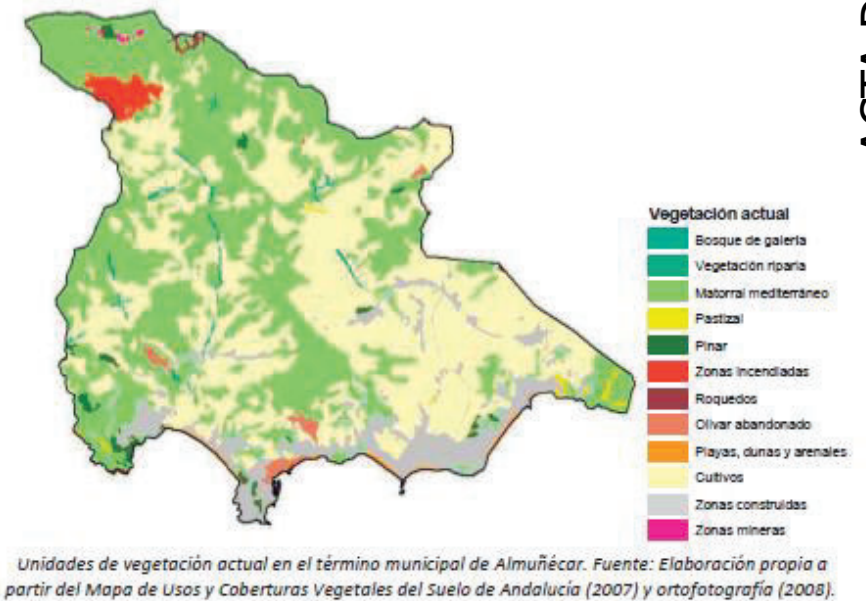 Vegetación actual
Bosque de galería
Vegetación riparia
Matorral mediterráneo
Pastizal
Pinar
Zonas incendiadas
Roquedos
Olivar abandonado
Playas, dunas y arenales
Cultivos
Zonas construidas
Zonas mineras
Unidades de vegetación actual en el término municipal de Almuñécar. Fuente: Elaboración propia a
partir del Mapa de Usos y Coberturas Vegetales del Suelo de Andalucía (2007) y ortofotografía (2008).